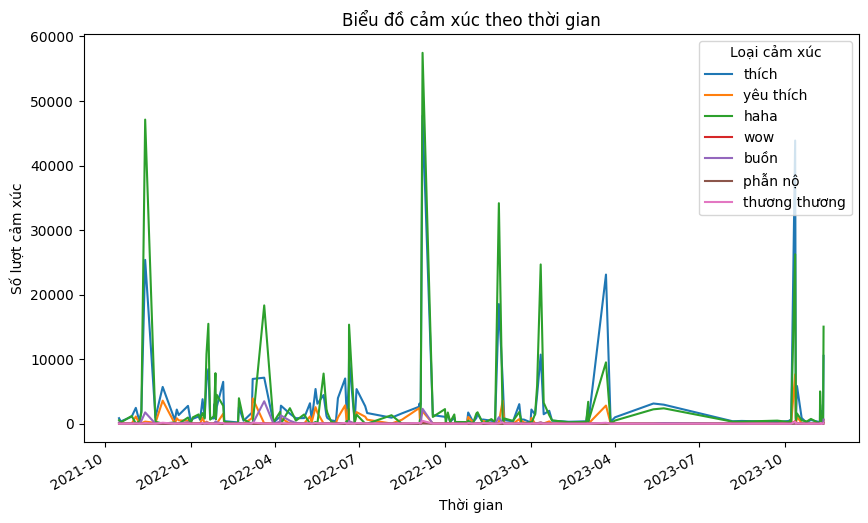 Biểu đồ cảm xúc theo thời gian
Số lượt cảm xúc
60000
50000
40000
30000
20000
10000
0
Loại cảm xúc
thích
yêu thích
haha
wow
buồn
phẫn nộ
thương thương
2021-10
2022-01
2022-04
2022-07
2022-10
2023-01
2023-04
2023-07
2023-10
Thời gian